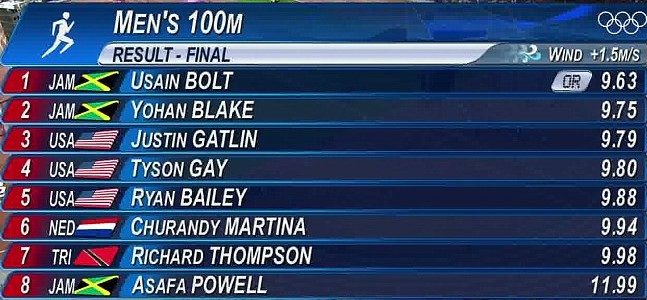 MEN'S 100M
RESULT - FINAL WIND +1.5M/S
1 JAM USAIN BOLT OR 9.63
2 JAM YOHAN BLAKE 9.75
3 USA JUSTIN GATLIN 9.79
4 USA TYSON GAY 9.80
5 USA RYAN BAILEY 9.88
6 NED CHURANDY MARTINA 9.94
7 TRI RICHARD THOMPSON 9.98
8 JAM ASAFA POWELL 11.99